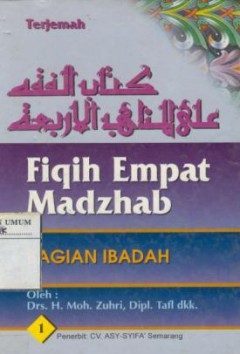 Terjemah
كتاب الفقه
على المذاهب الأربعة
Fiqih Empat
Madzhab
AGIAN IBADAH
UMUM
Oleh :
Drs. H. Moh. Zuhri, Dipl. Tafl dkk.
1
Penerbit: CV. ASY-SYIFA' Semarang